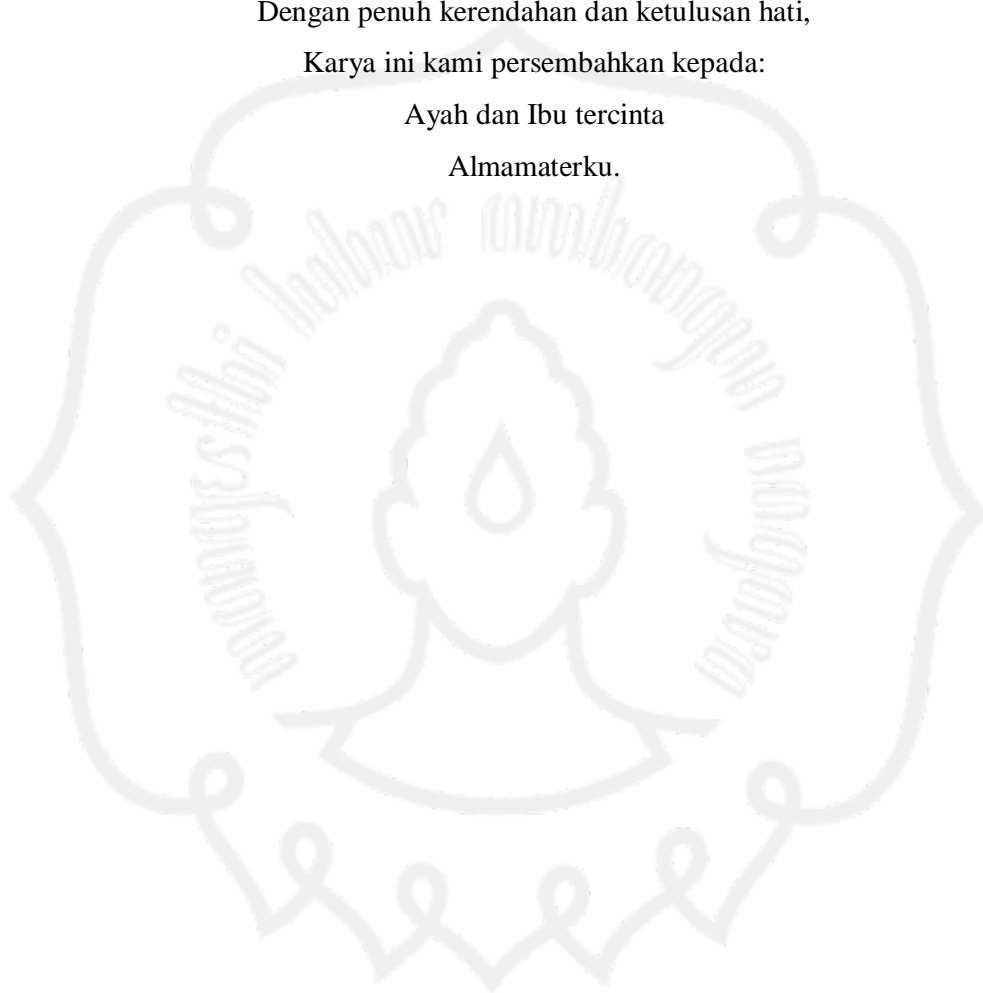 Dengan penuh kerendahan dan ketulusan hati,
Karya ini kami persembahkan kepada:
Ayah dan Ibu tercinta
Almamaterku.